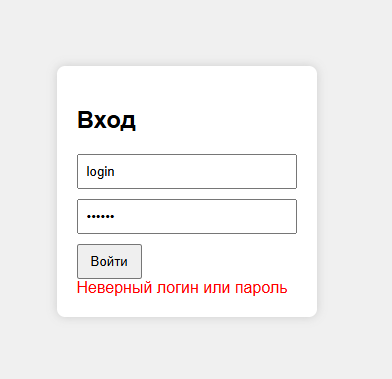 Вход
login
••••••
Войти
Неверный логин или пароль